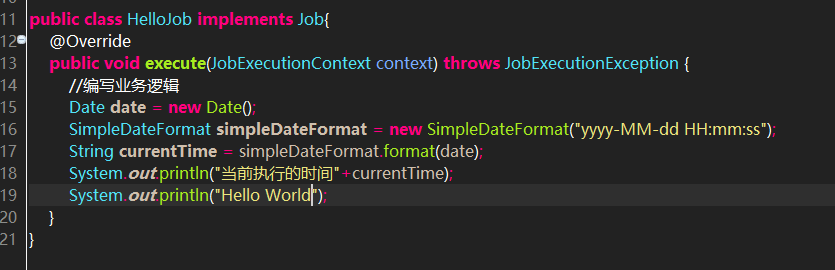 11 public class HelloJob implements Job{
12 @Override
13 public void execute(JobExecutionContext context) throws JobExecutionException {
14 //编写业务逻辑
15 Date date = new Date();
16 SimpleDateFormat simpleDateFormat = new SimpleDateFormat("yyyy-MM-dd HH:mm:ss");
17 String currentTime = simpleDateFormat.format(date);
18 System.out.println("当前执行的时间"+currentTime);
19 System.out.println("Hello World");
20 }
21 }